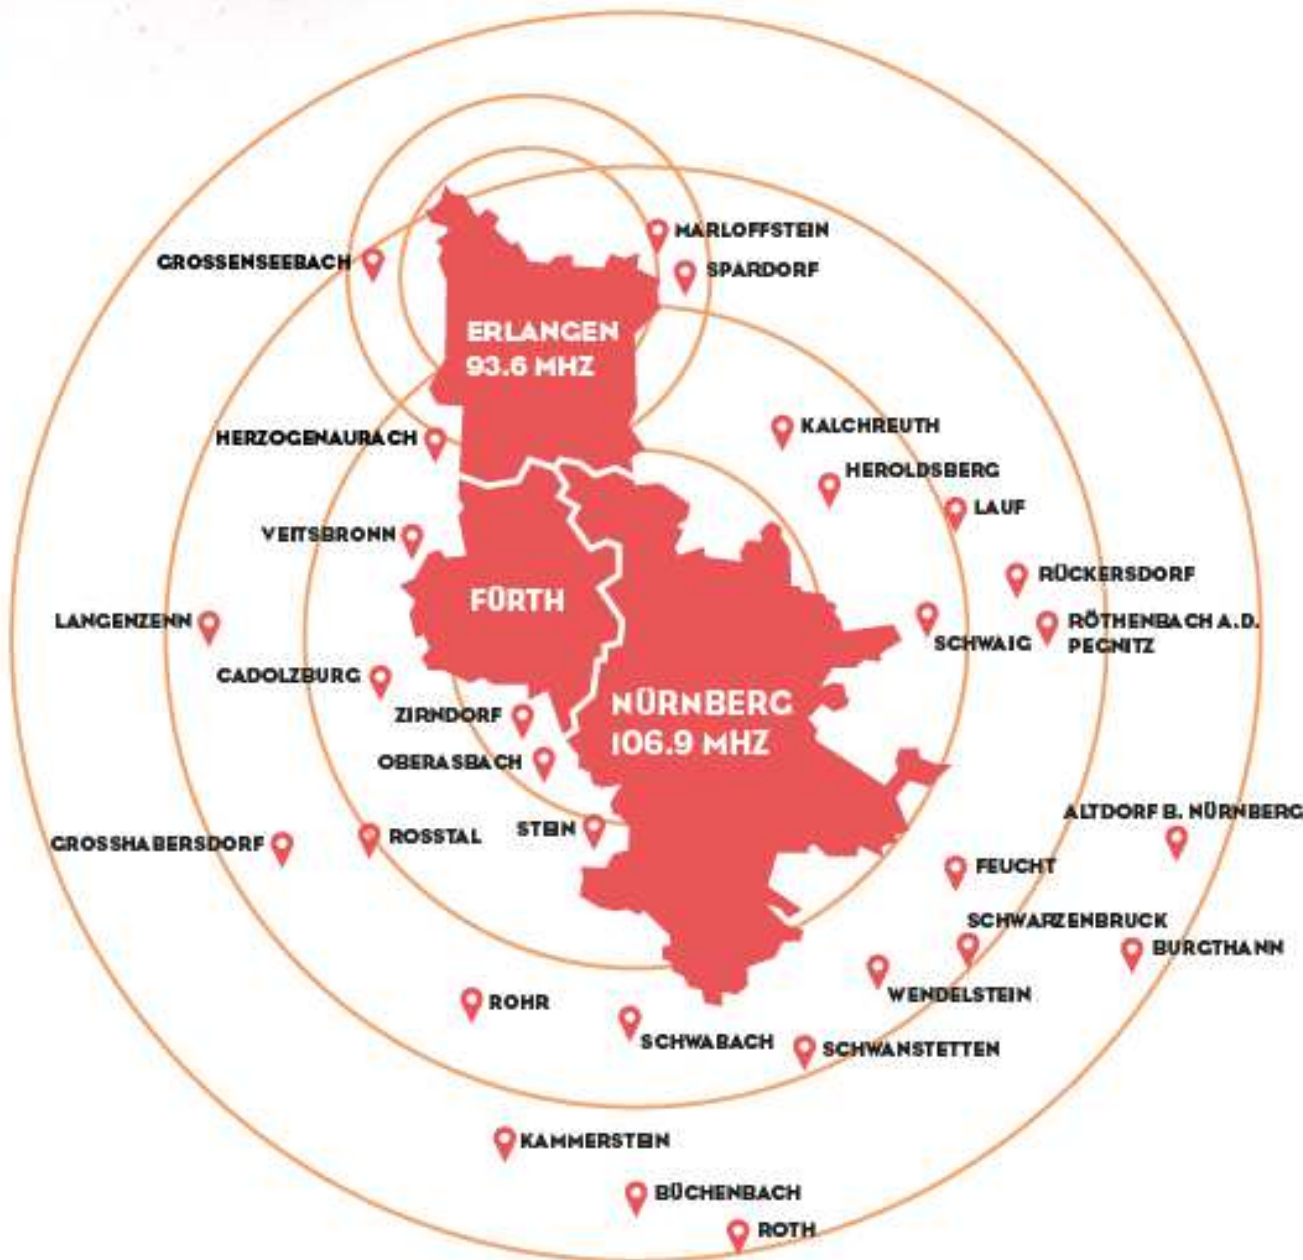 MARLOFFSTEIN
GROSSENSEEBACH
SPARDORF
ERLANGEN
93.6 MHZ
KALCHREUTH
HERZOGENAURACH
HEROLDSBERG
LAUF
VEITSBRONN
RÜCKERSDORF
FÜRTH
LANGENZENN
RÖTHENBACH A.D.
PEGNITZ
SCHWAIG
CADOLZBURG
NÜRNBERG
106.9 MHZ
ZIRNDORF
OBERASBACH
ALTDORF B. NÜRNBERG
STEIN
ROSSTAL
GROSSHABERSDORF
FEUCHT
SCHWARZENBRUCK
BURGTHANN
WENDELSTEIN
ROHR
SCHWABACH
SCHWANSTETTEN
KAMMERSTEIN
BÜCHENBACH
ROTH